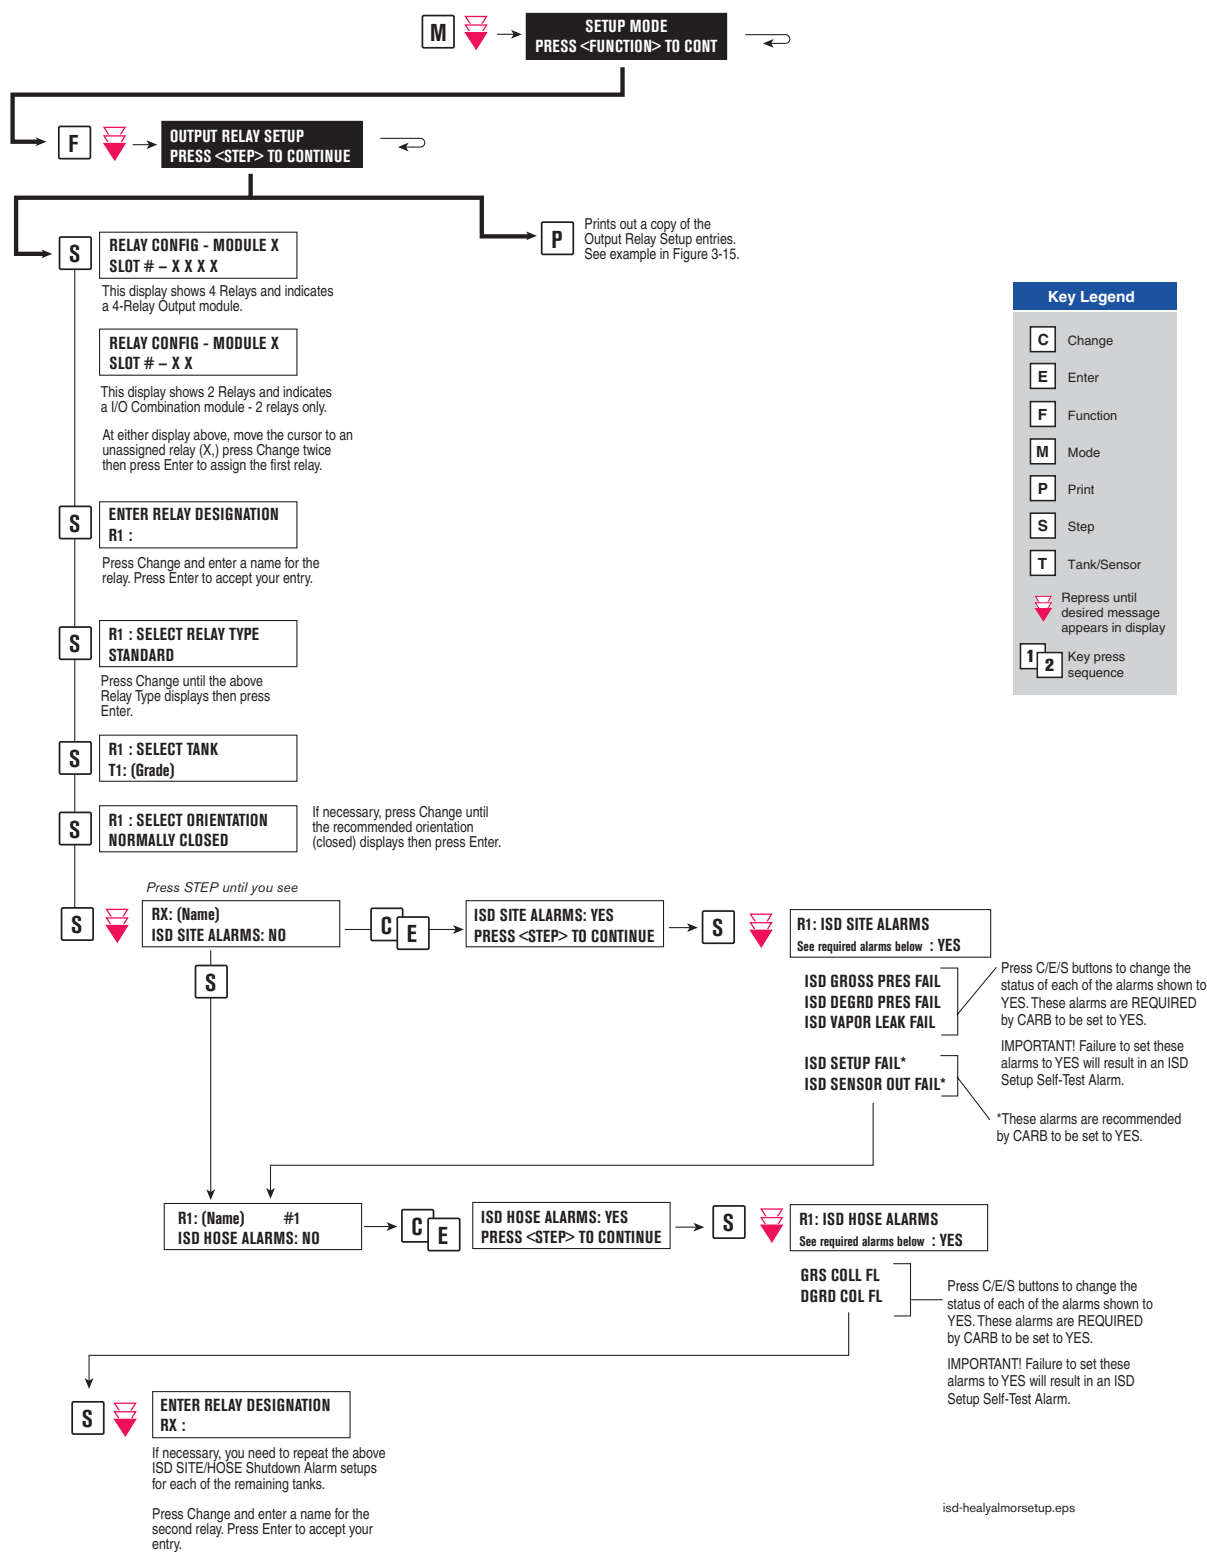 M
SETUP MODE
PRESS <FUNCTION> TO CONT
F
OUTPUT RELAY SETUP
PRESS <STEP> TO CONTINUE
P
Prints out a copy of the
Output Relay Setup entries.
See example in Figure 3-15.
S
RELAY CONFIG - MODULE X
SLOT # – X X X X
This display shows 4 Relays and indicates
a 4-Relay Output module.
RELAY CONFIG - MODULE X
SLOT # – X X
This display shows 2 Relays and indicates
a I/O Combination module - 2 relays only.
At either display above, move the cursor to an
unassigned relay (X,) press Change twice
then press Enter to assign the first relay.
Key Legend
C Change
E Enter
F Function
M Mode
P Print
S Step
T Tank/Sensor
Repress until
desired message
appears in display
1 2 Key press
sequence
S
ENTER RELAY DESIGNATION
R1 :
Press Change and enter a name for the
relay. Press Enter to accept your entry.
S
R1 : SELECT RELAY TYPE
STANDARD
Press Change until the above
Relay Type displays then press
Enter.
S
R1 : SELECT TANK
T1: (Grade)
S
R1 : SELECT ORIENTATION
NORMALLY CLOSED
If necessary, press Change until
the recommended orientation
(closed) displays then press Enter.
Press STEP until you see
S
RX: (Name)
ISD SITE ALARMS: NO
C E
ISD SITE ALARMS: YES
PRESS <STEP> TO CONTINUE
S
R1: ISD SITE ALARMS
See required alarms below : YES
S
ISD GROSS PRES FAIL
ISD DEGRD PRES FAIL
ISD VAPOR LEAK FAIL
Press C/E/S buttons to change the
status of each of the alarms shown to
YES. These alarms are REQUIRED
by CARB to be set to YES.
IMPORTANT! Failure to set these
alarms to YES will result in an ISD
Setup Self-Test Alarm.
ISD SETUP FAIL*
ISD SENSOR OUT FAIL*
*These alarms are recommended
by CARB to be set to YES.
R1: (Name) #1
ISD HOSE ALARMS: NO
C E
ISD HOSE ALARMS: YES
PRESS <STEP> TO CONTINUE
S
R1: ISD HOSE ALARMS
See required alarms below : YES
GRS COLL FL
DGRD COL FL
Press C/E/S buttons to change the
status of each of the alarms shown to
YES. These alarms are REQUIRED
by CARB to be set to YES.
IMPORTANT! Failure to set these
alarms to YES will result in an ISD
Setup Self-Test Alarm.
S
ENTER RELAY DESIGNATION
RX :
If necessary, you need to repeat the above
ISD SITE/HOSE Shutdown Alarm setups
for each of the remaining tanks.
Press Change and enter a name for the
second relay. Press Enter to accept your
entry.
isd-healyalmorsetup.eps